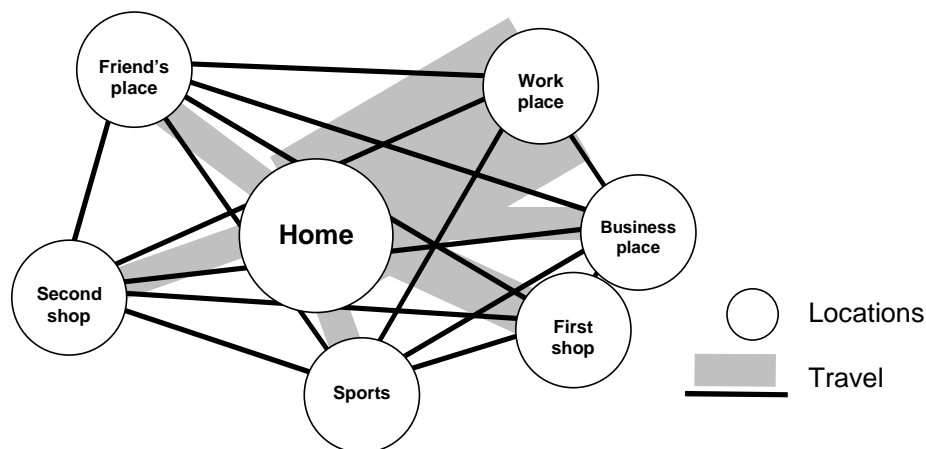 Friend's
place
Work
place
Home
Business
place
Second
shop
First
shop
Sports
Locations
Travel